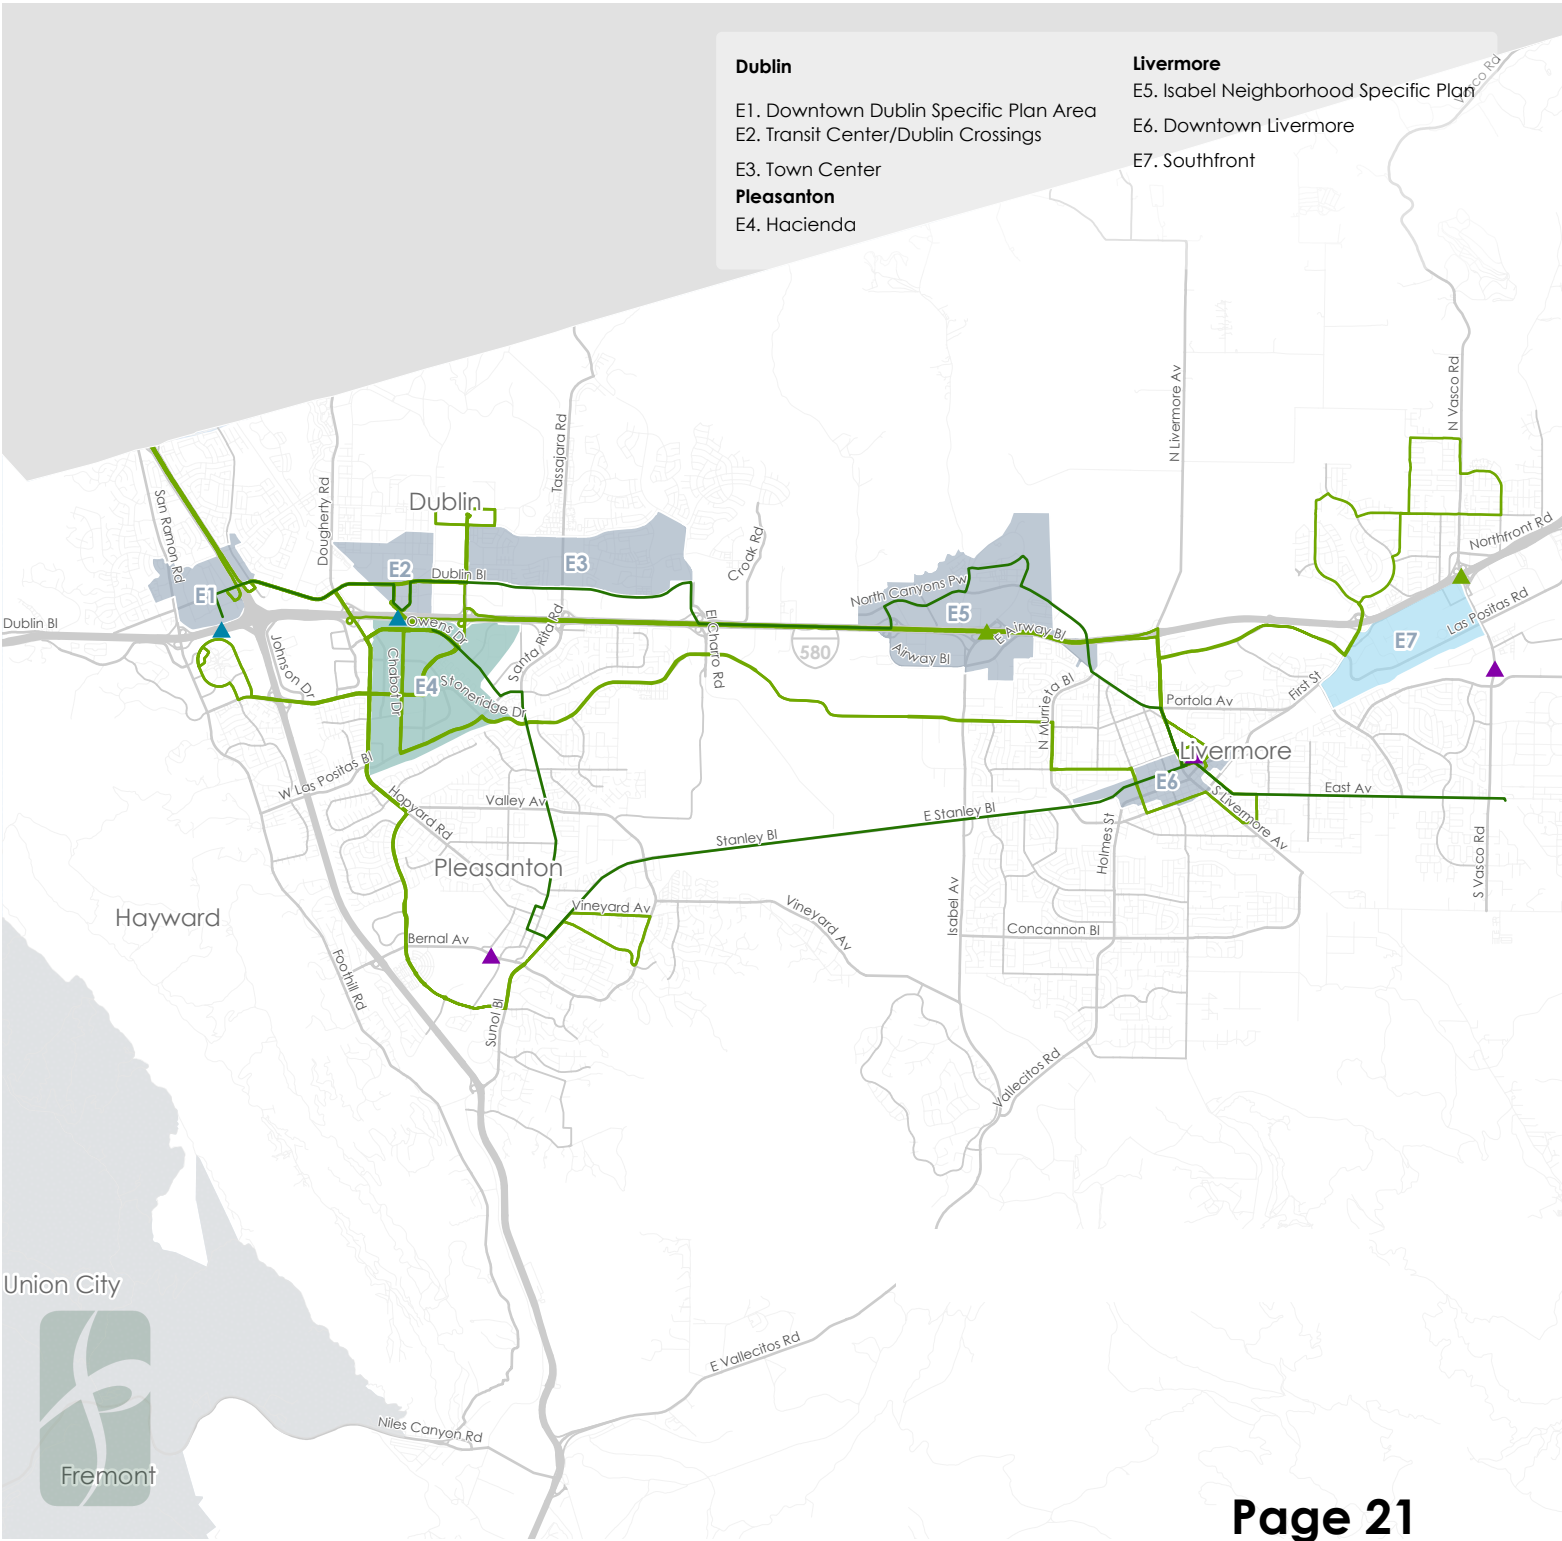 Dublin
E1. Downtown Dublin Specific Plan Area
E2. Transit Center/Dublin Crossings
E3. Town Center
Pleasanton
E4. Hacienda
Livermore
E5. Isabel Neighborhood Specific Plan
E6. Downtown Livermore
E7. Southfront
Vasco Rd
N Livermore Av
N Vasco Rd
Tassajara Rd
Dougherty Rd
San Ramon Rd
Dublin
Croak Rd
Northfront Rd
E1
E2
E3
Dublin Bl
North Canyons Pw
E5
Las Positas Rd
Dublin Bl
Owens Dr
Santa Rita Rd
El Charro Rd
580
E Airway Bl
Airway Bl
E7
Johnson Dr
Chabot Dr
E4
Stoneridge Dr
N Murrieta Bl
First St
Portola Av
Livermore
W Las Positas Bl
E6
East Av
Hopyard Rd
Valley Av
S Livermore Av
E Stanley Bl
Stanley Bl
Holmes St
S Vasco Rd
Pleasanton
Hayward
Vineyard Av
Vineyard Av
Isabel Av
Concannon Bl
Bernal Av
Foothill Rd
Sunol Bl
Vallecitos Rd
Union City
E Vallecitos Rd
Niles Canyon Rd
Fremont
Page 21